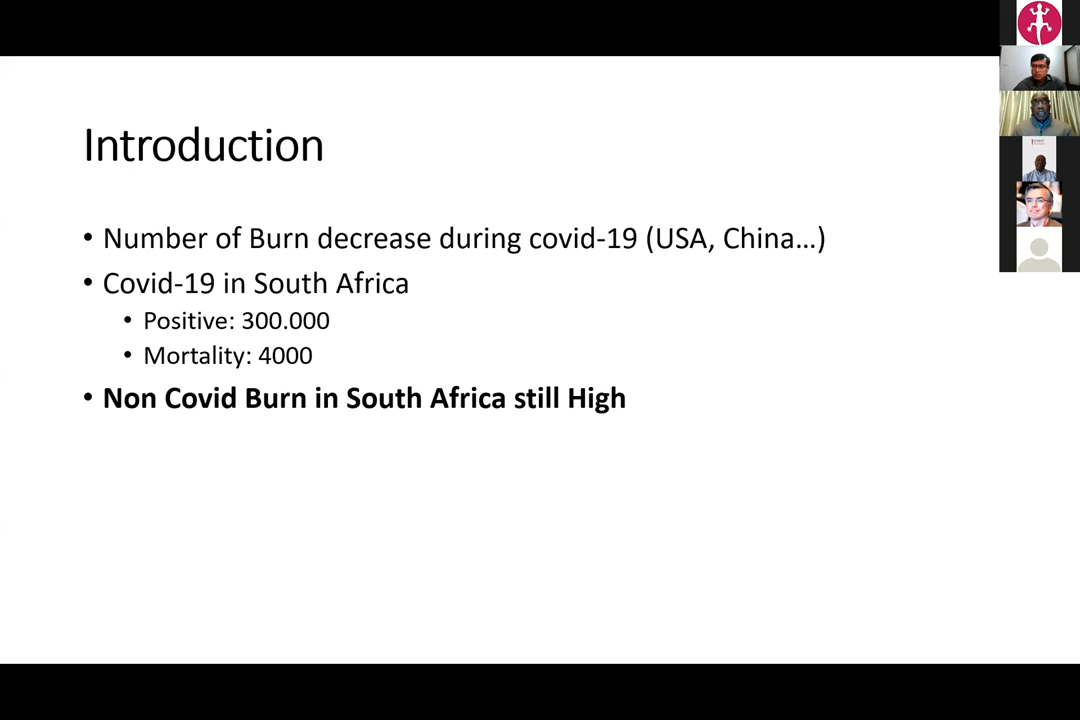 Introduction
• Number of Burn decrease during covid-19 (USA, China...)
• Covid-19 in South Africa
• Positive: 300.000
• Mortality: 4000
• Non Covid Burn in South Africa still High